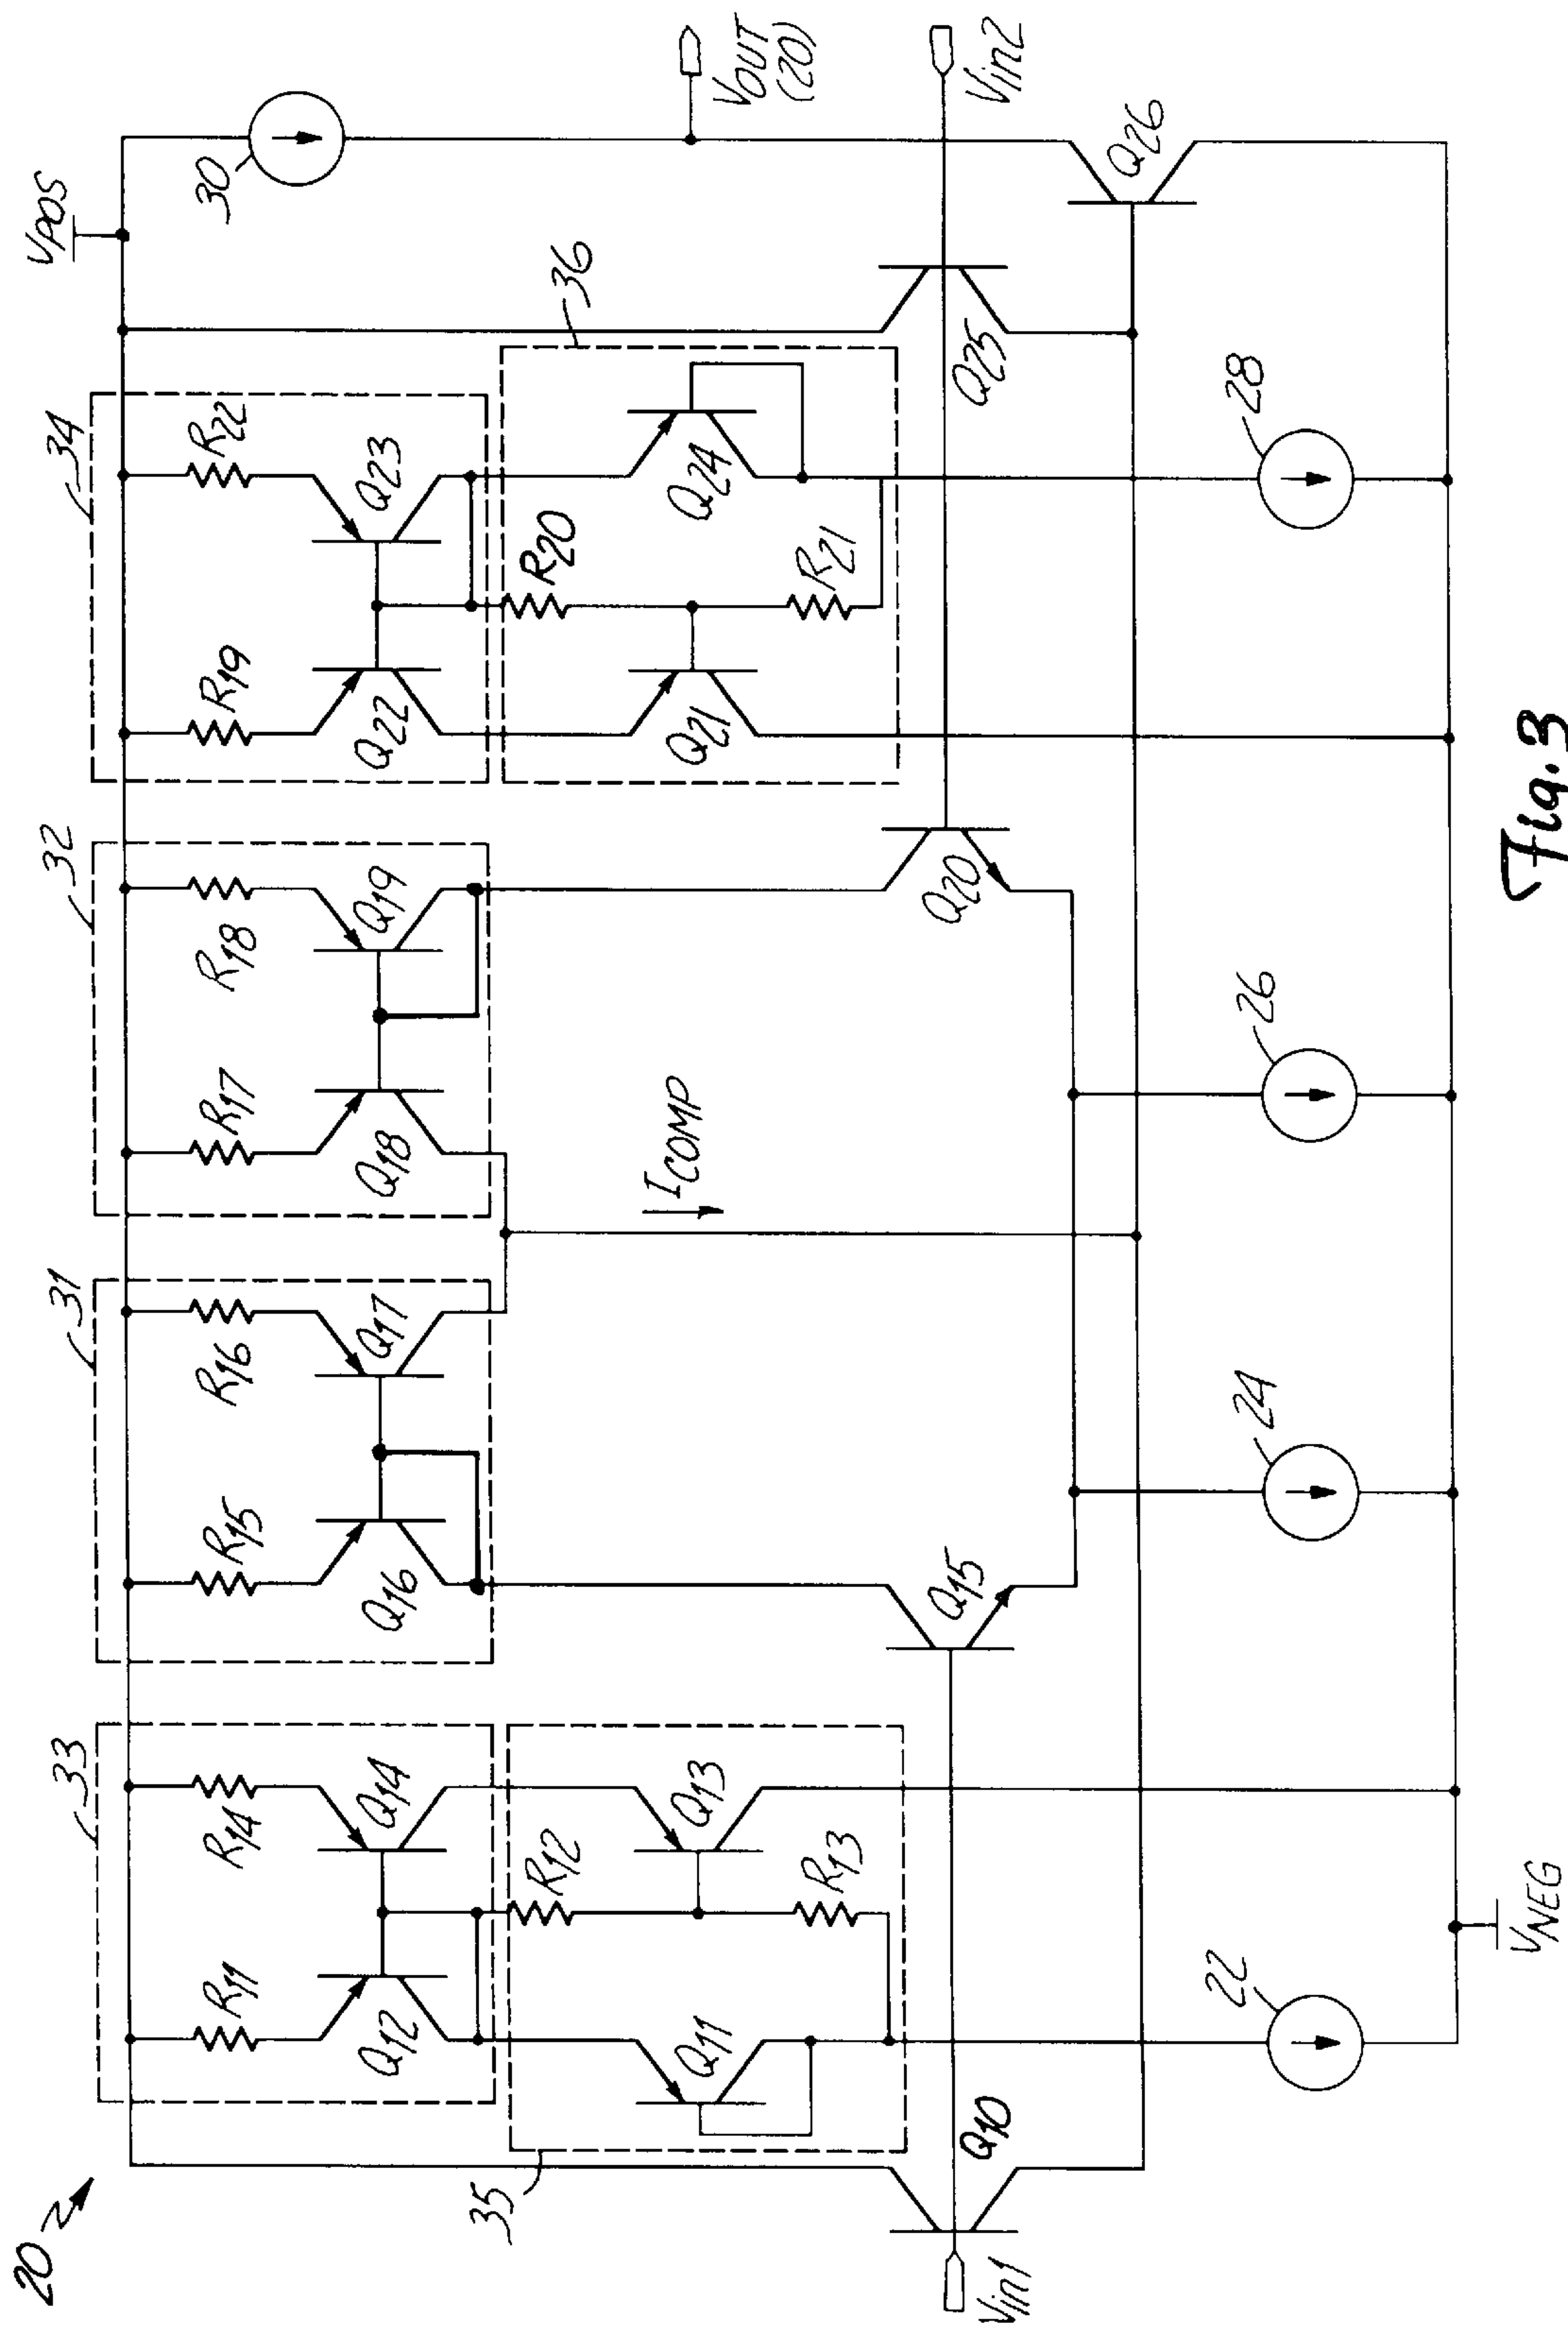 20
33
31
32
34
VPOS
30
R11
R14
R15
R16
R17
R18
R19
R22
Q12
Q14
Q16
Q17
Q18
Q19
Q22
Q23
35
R12
R20
36
Q11
Q13
ICOMP
Q21
Q24
VOUT
(20)
R13
R21
Vin1
Q10
Q15
Q20
Q25
Vin2
Q26
22
24
26
28
VNEG
Fig. 3